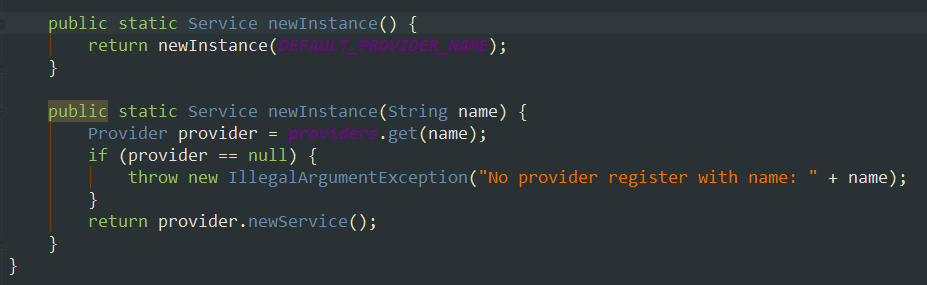 public static Service newInstance() {
return newInstance(DEFAULT_PROVIDER_NAME);
}
public static Service newInstance(String name) {
Provider provider = providers.get(name);
if (provider == null) {
throw new IllegalArgumentException("No provider register with name: " + name);
}
return provider.newService();
}
}